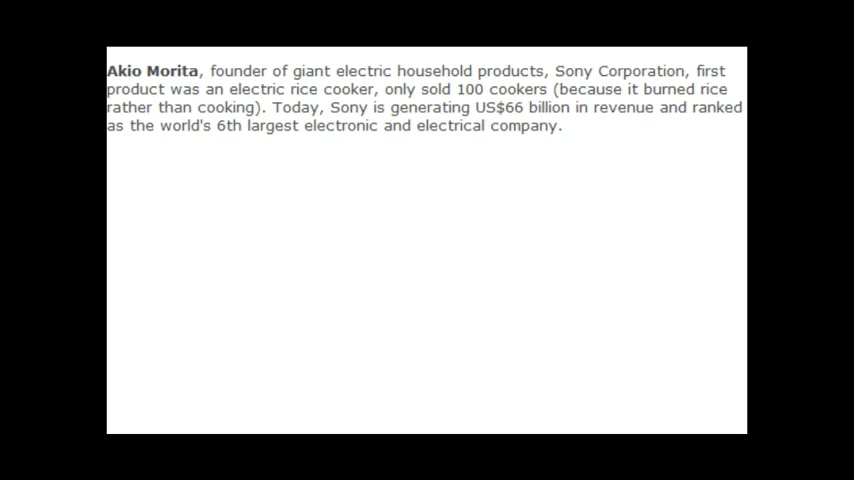 Akio Morita, founder of giant electric household products, Sony Corporation, first
product was an electric rice cooker, only sold 100 cookers (because it burned rice
rather than cooking). Today, Sony is generating US$66 billion in revenue and ranked
as the world's 6th largest electronic and electrical company.